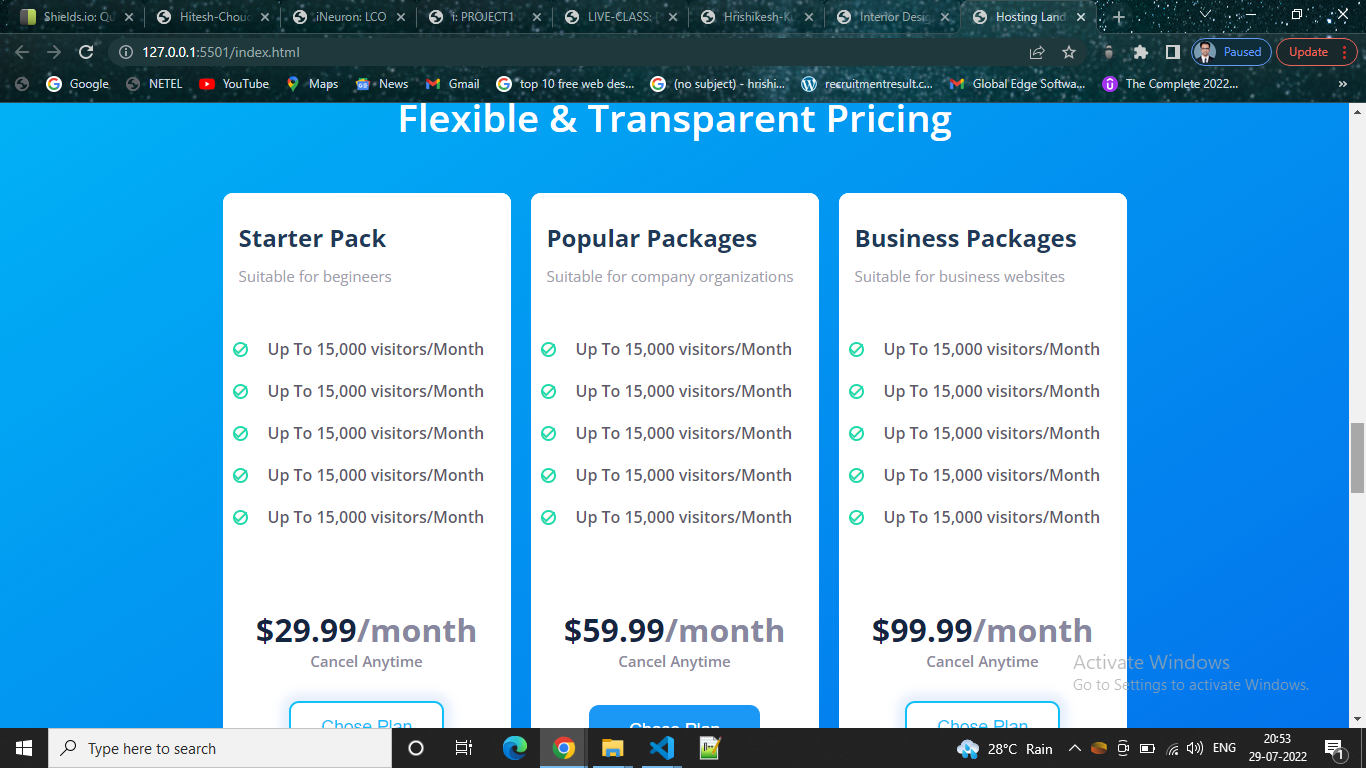 Shields.io: Qu
Hitesh-Chouc
iNeuron: LCO
i: PROJECT1
LIVE-CLASS:
Hrishikesh-Ku
Interior Desig
Hosting Land
127.0.0.1:5501/index.html
Paused
Update
Google
NETEL
YouTube
Maps
News
Gmail
top 10 free web des...
(no subject) - hrishi...
recruitmentresult.c...
Global Edge Softwa...
The Complete 2022...
»
Flexible & Transparent Pricing
Starter Pack
Suitable for begineers
Up To 15,000 visitors/Month
Up To 15,000 visitors/Month
Up To 15,000 visitors/Month
Up To 15,000 visitors/Month
Up To 15,000 visitors/Month
$29.99/month
Cancel Anytime
Chose Plan
Popular Packages
Suitable for company organizations
Up To 15,000 visitors/Month
Up To 15,000 visitors/Month
Up To 15,000 visitors/Month
Up To 15,000 visitors/Month
Up To 15,000 visitors/Month
$59.99/month
Cancel Anytime
Chose Plan
Business Packages
Suitable for business websites
Up To 15,000 visitors/Month
Up To 15,000 visitors/Month
Up To 15,000 visitors/Month
Up To 15,000 visitors/Month
Up To 15,000 visitors/Month
$99.99/month
Cancel Anytime
Chose Plan
Activate Windows
Go to Settings to activate Windows.
Type here to search
28°C Rain
ENG
20:53
29-07-2022
1